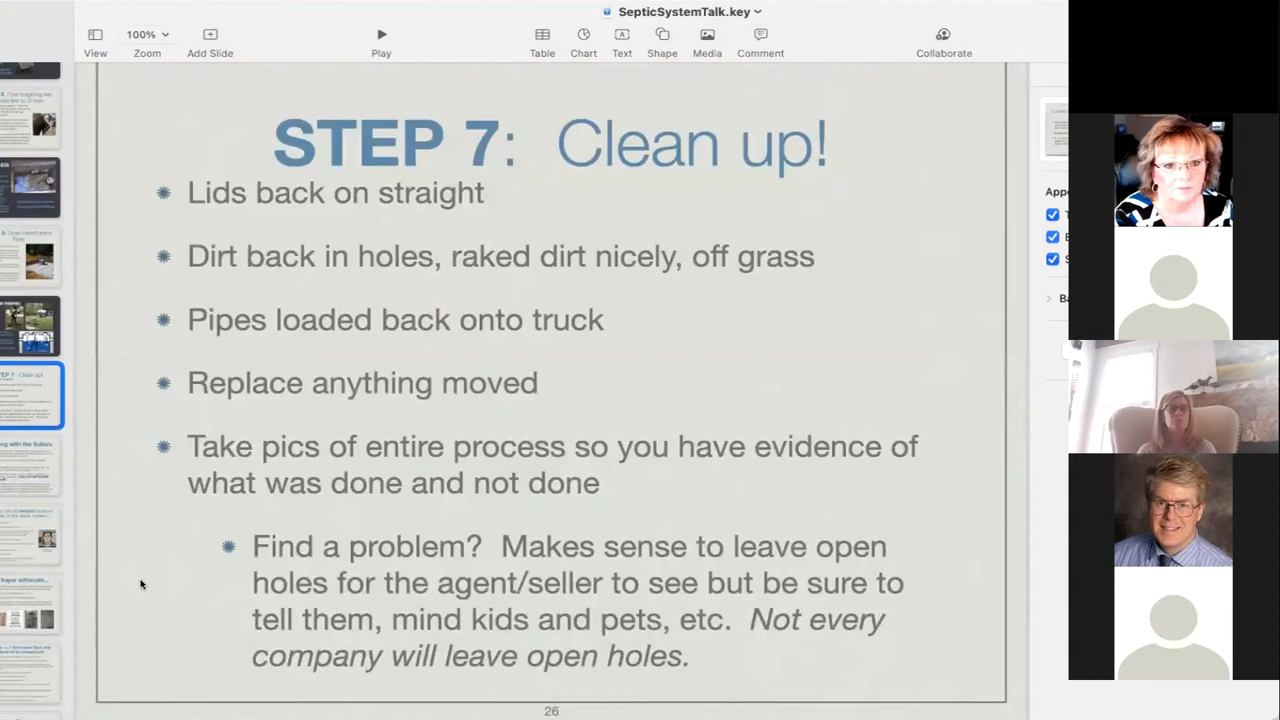 SepticSystemTalk.key
View
100%
Zoom
Add Slide
Play
Table
Chart
Text
Shape
Media
Comment
Collaborate
STEP 7: Clean up!
Lids back on straight
Dirt back in holes, raked dirt nicely, off grass
Pipes loaded back onto truck
Replace anything moved
Take pics of entire process so you have evidence of
what was done and not done
Find a problem? Makes sense to leave open
holes for the agent/seller to see but be sure to
tell them, mind kids and pets, etc. Not every
company will leave open holes.
26
STEP 7: Clean up!